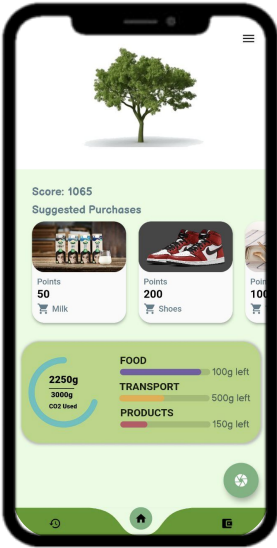 Score: 1065
Suggested Purchases
Points
50
Milk
Points
200
Shoes
Poin
100
2250g
3000g
CO2 Used
FOOD
100g left
TRANSPORT
500g left
PRODUCTS
150g left